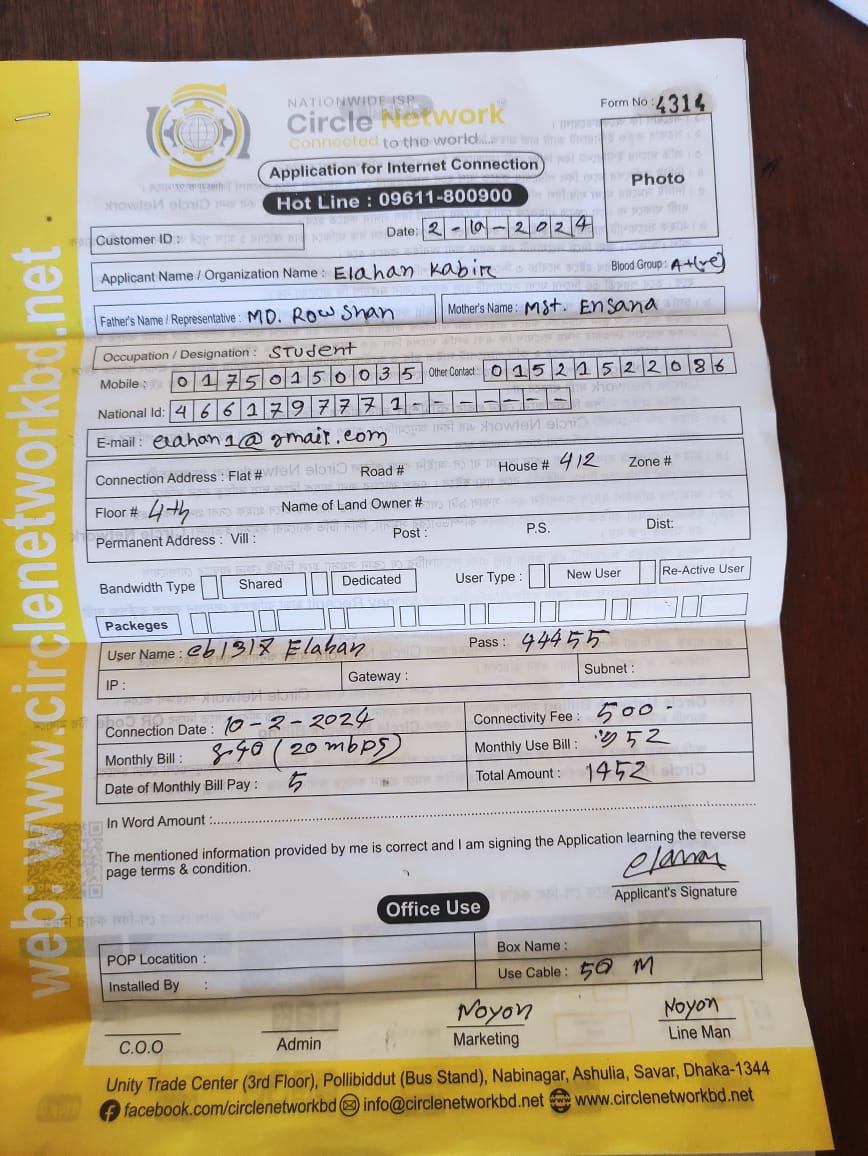 web: www.circlenetworkbd.net
NATIONWIDE ISP
Circle Network
Connected to the world....
Form No : 4314
Application for Internet Connection
Hot Line : 09611-800900
Photo
Customer ID :
Date: 2-10-2024
Applicant Name / Organization Name : Elahan Kabir Blood Group : A+(ve)
Father's Name / Representative : MD. Rowshan Mother's Name : Mst. Ensana
Occupation / Designation : Student
Mobile : 01750150035 Other Contact : 01521522086
National Id: 4661797771-------
E-mail : elahan1@gmail.com
Connection Address : Flat # Road # House # 412 Zone #
Floor # 4th Name of Land Owner #
Permanent Address : Vill : Post : P.S. Dist:
Bandwidth Type Shared Dedicated User Type : New User Re-Active User
Packeges
User Name : cb1317 Elahan Pass : 44455
IP : Gateway : Subnet :
Connection Date : 10-2-2024 Connectivity Fee : 500 -
Monthly Bill : 840 (20 mbps) Monthly Use Bill : 952
Date of Monthly Bill Pay : 5 Total Amount : 1452
In Word Amount :
The mentioned information provided by me is correct and I am signing the Application learning the reverse
page terms & condition.
elahan
Applicant's Signature
Office Use
POP Locatition : Box Name :
Installed By : Use Cable : 50 M
Noyon Noyon
C.O.O Admin Marketing Line Man
Unity Trade Center (3rd Floor), Pollibiddut (Bus Stand), Nabinagar, Ashulia, Savar, Dhaka-1344
facebook.com/circlenetworkbd info@circlenetworkbd.net www.circlenetworkbd.net